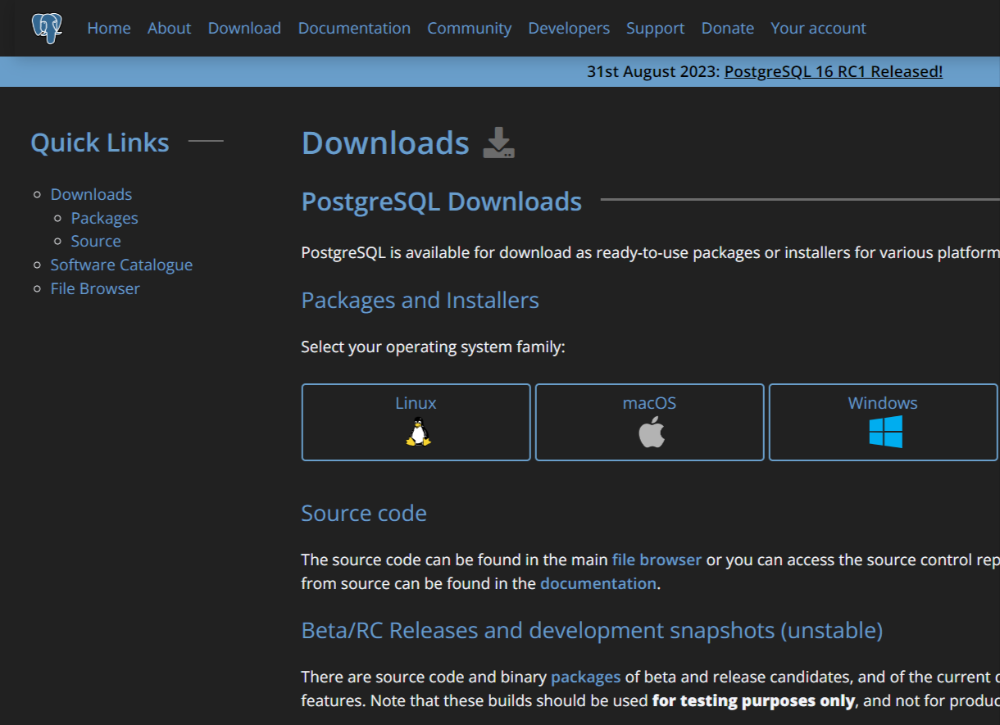 Home About Download Documentation Community Developers Support Donate Your account
31st August 2023: PostgreSQL 16 RC1 Released!
Quick Links
Downloads
Packages
Source
Software Catalogue
File Browser
Downloads
PostgreSQL Downloads
PostgreSQL is available for download as ready-to-use packages or installers for various platform
Packages and Installers
Select your operating system family:
Linux
macOS
Windows
Source code
The source code can be found in the main file browser or you can access the source control rep
from source can be found in the documentation.
Beta/RC Releases and development snapshots (unstable)
There are source code and binary packages of beta and release candidates, and of the current
features. Note that these builds should be used for testing purposes only, and not for produc